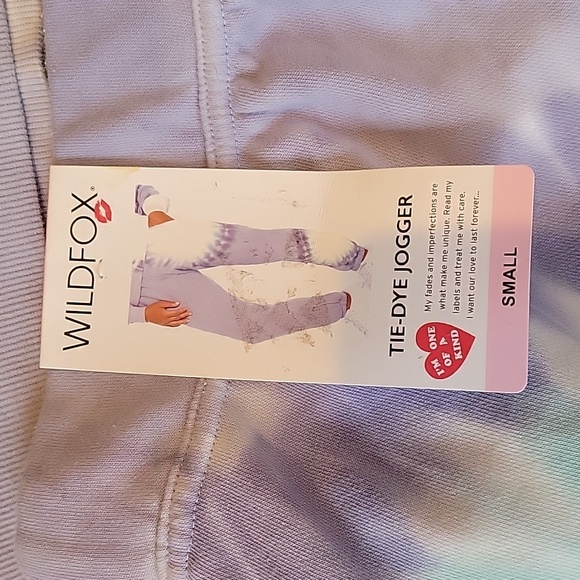 WILDFOX®
TIE-DYE JOGGER
I'M ONE
OF A
KIND
My fades and imperfections are
what make me unique. Read my
labels and treat me with care.
I want our love to last forever...
SMALL